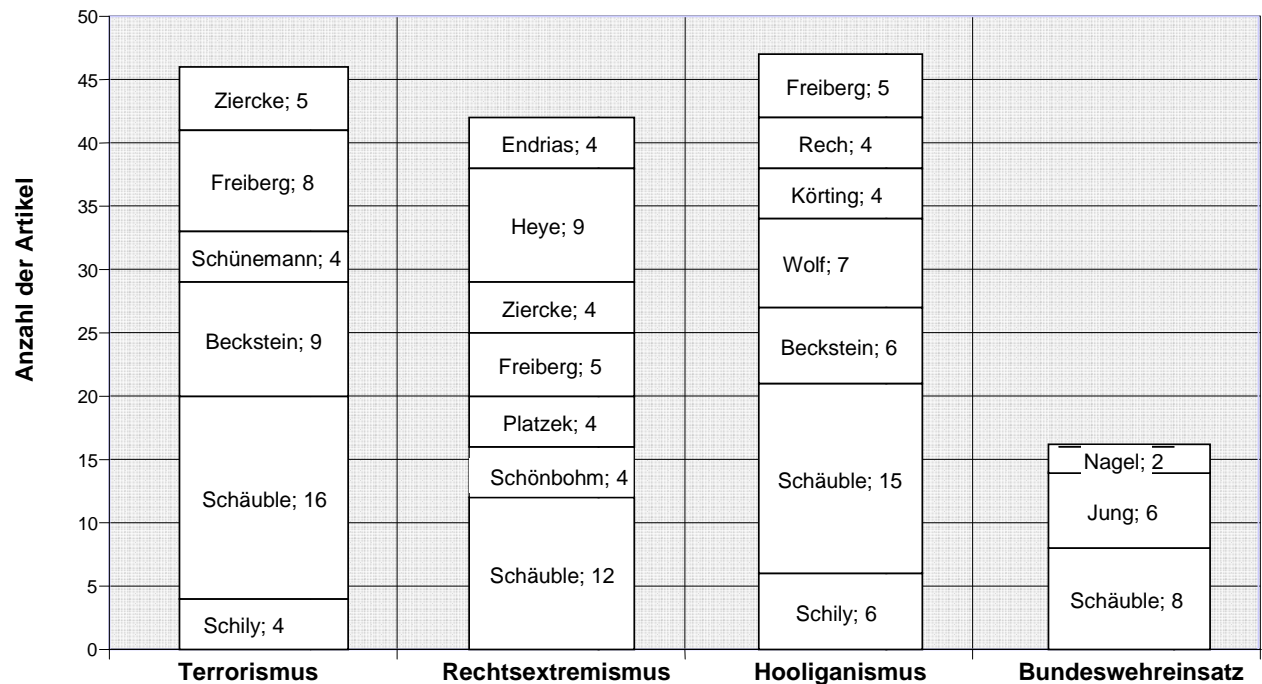 Anzahl der Artikel
50
45
40
35
30
25
20
15
10
5
0
Ziercke; 5
Freiberg; 8
Schünemann; 4
Beckstein; 9
Schäuble; 16
Schily; 4
Terrorismus
Endrias; 4
Heye; 9
Ziercke; 4
Freiberg; 5
Platzek; 4
Schönbohm; 4
Schäuble; 12
Rechtsextremismus
Freiberg; 5
Rech; 4
Körting; 4
Wolf; 7
Beckstein; 6
Schäuble; 15
Schily; 6
Hooliganismus
Nagel; 2
Jung; 6
Schäuble; 8
Bundeswehreinsatz